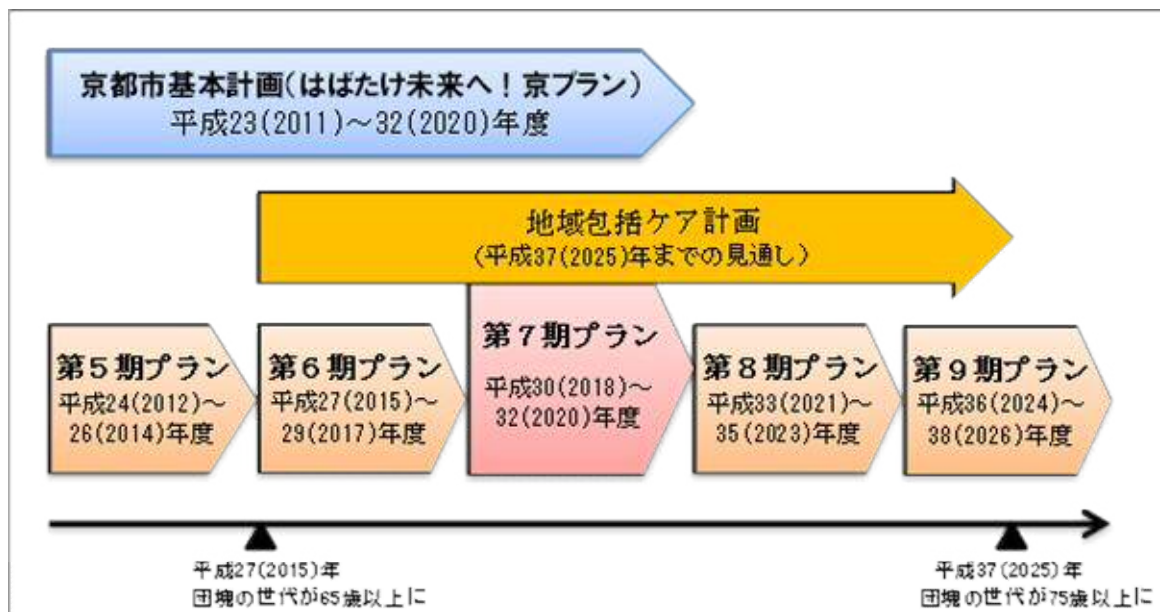 京都市基本計画(はばたけ未来へ!京プラン)
平成23(2011)～32(2020)年度
地域包括ケア計画
(平成37(2025)年までの見通し)
第5期プラン
平成24(2012)～
26(2014)年度
第6期プラン
平成27(2015)～
29(2017)年度
第7期プラン
平成30(2018)～
32(2020)年度
第8期プラン
平成33(2021)～
35(2023)年度
第9期プラン
平成36(2024)～
38(2026)年度
平成27(2015)年
団塊の世代が65歳以上に
平成37(2025)年
団塊の世代が75歳以上に